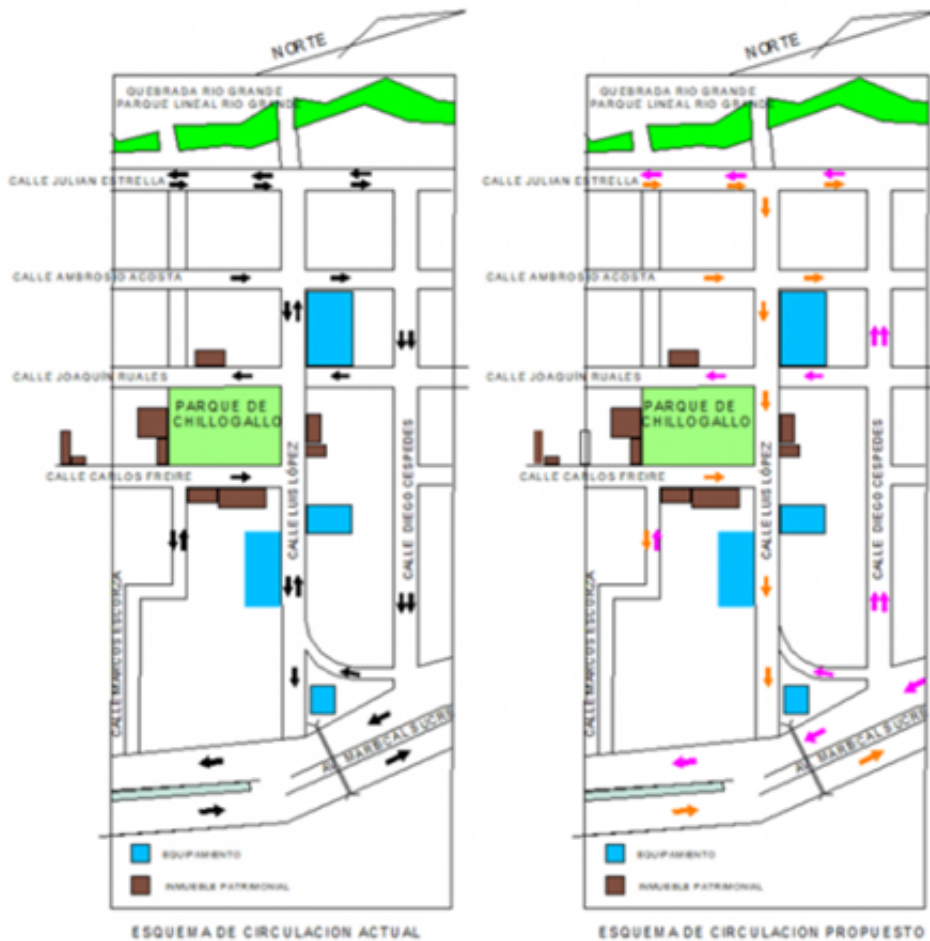 NORTE
QUEBRADA RIO GRANDE
PARQUE LINEAL RIO GRANDE
CALLE JULIAN ESTRELLA
CALLE AMBROSIO ACOSTA
CALLE JOAQUÍN RUALES
PARQUE DE
CHILLOGALLO
CALLE CARLOS FREIRE
CALLE LUIS LÓPEZ
CALLE DIEGO CESPEDES
CALLE MARCOS ESCORZA
AV. MARISCAL SUCRE
EQUIPAMIENTO
INMUEBLE PATRIMONIAL
ESQUEMA DE CIRCULACION ACTUAL
NORTE
QUEBRADA RIO GRANDE
PARQUE LINEAL RIO GRANDE
CALLE JULIAN ESTRELLA
CALLE AMBROSIO ACOSTA
CALLE JOAQUÍN RUALES
PARQUE DE
CHILLOGALLO
CALLE CARLOS FREIRE
CALLE LUIS LÓPEZ
CALLE DIEGO CESPEDES
CALLE MARCOS ESCORZA
AV. MARISCAL SUCRE
EQUIPAMIENTO
INMUEBLE PATRIMONIAL
ESQUEMA DE CIRCULACION PROPUESTO